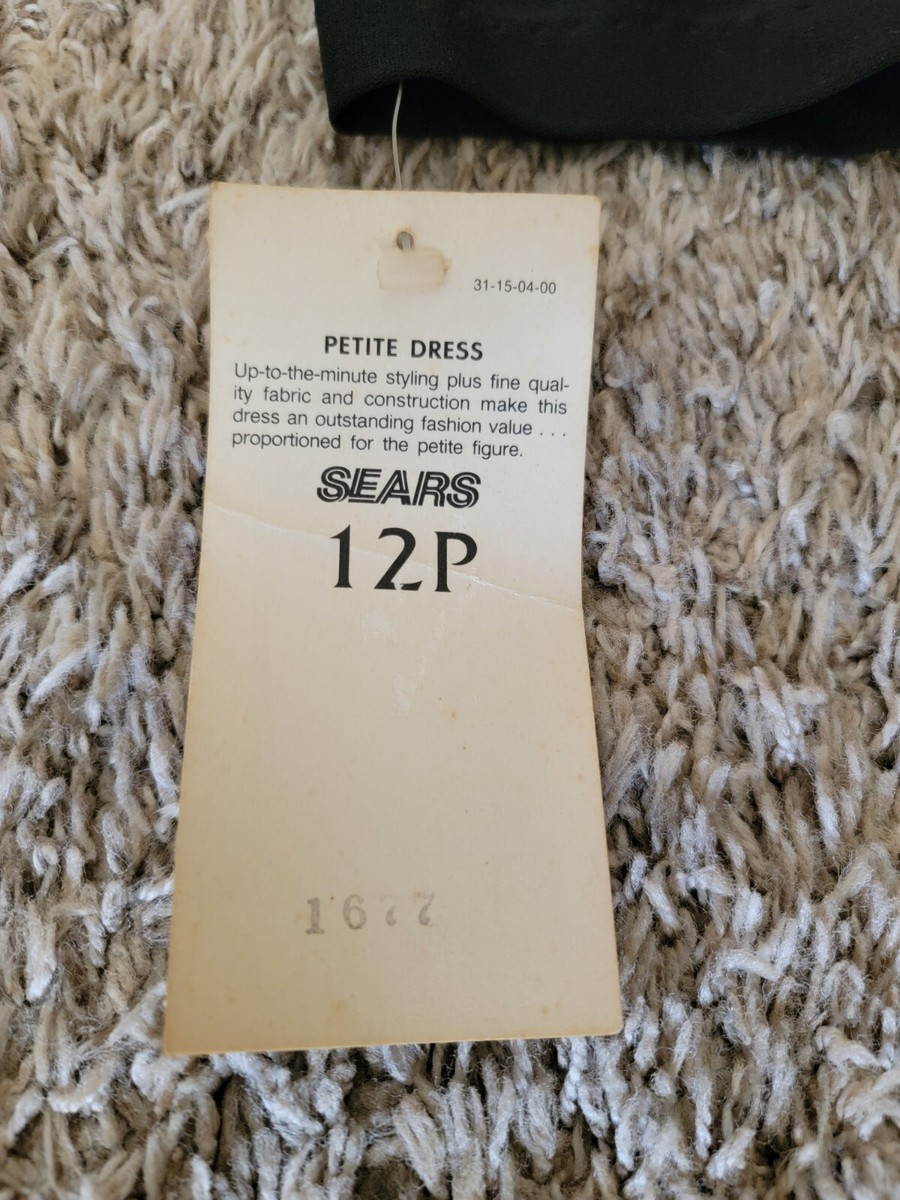 31-15-04-00
PETITE DRESS
Up-to-the-minute styling plus fine qual-
ity fabric and construction make this
dress an outstanding fashion value . . .
proportioned for the petite figure.
SEARS
12P
1677